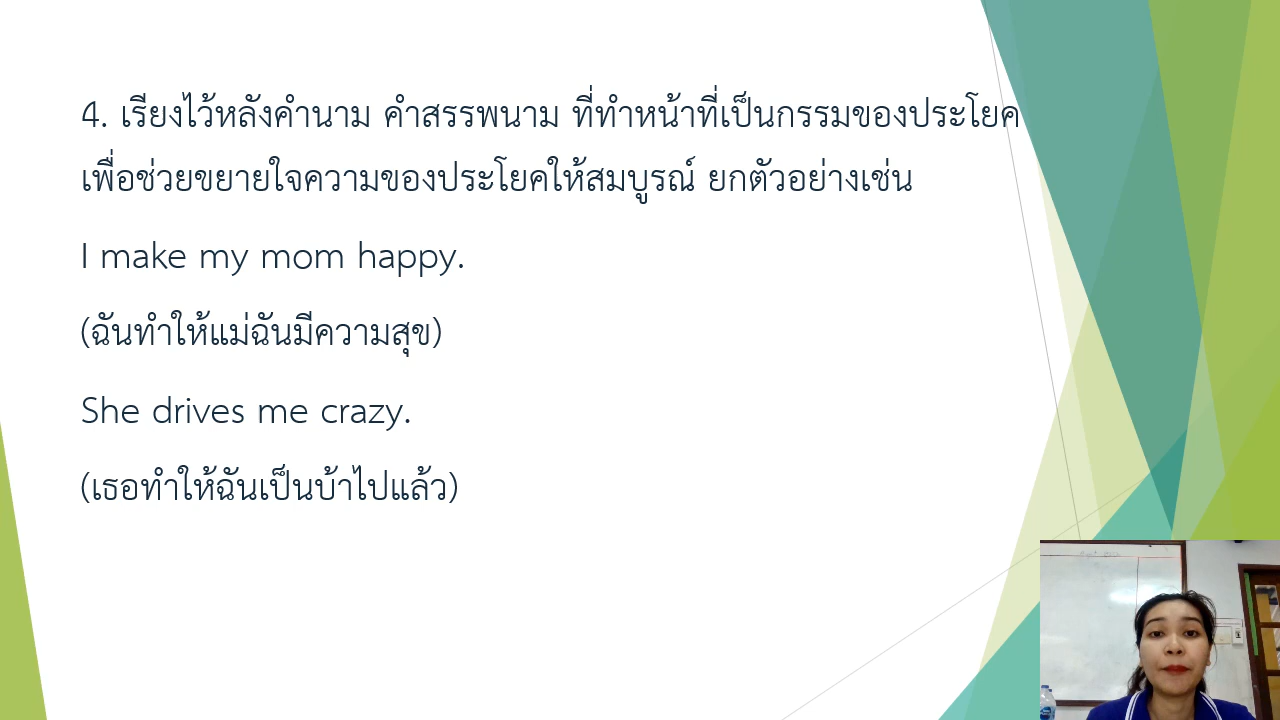 4. เรียงไว้หลังคำนาม คำสรรพนาม ที่ทำหน้าที่เป็นกรรมของประโยค
เพื่อช่วยขยายใจความของประโยคให้สมบูรณ์ ยกตัวอย่างเช่น
I make my mom happy.
(ฉันทำให้แม่ฉันมีความสุข)
She drives me crazy.
(เธอทำให้ฉันเป็นบ้าไปแล้ว)